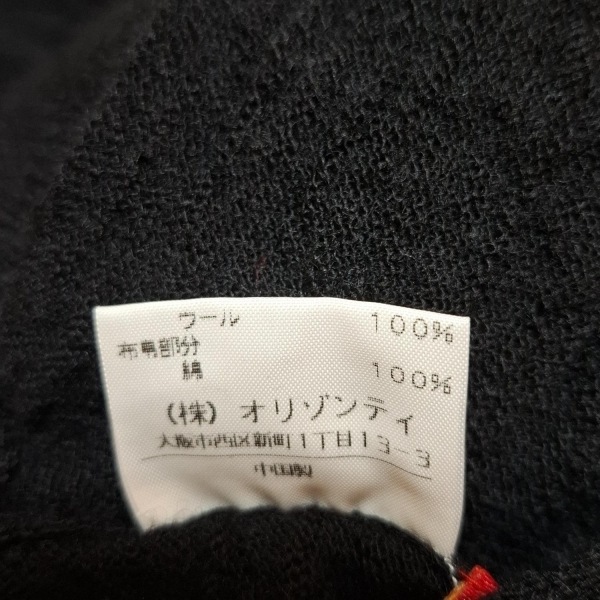 ウール 100%
布帛部分
綿 100%
(株) オリゾンティ
大阪市西区新町1丁目13-3
中国製